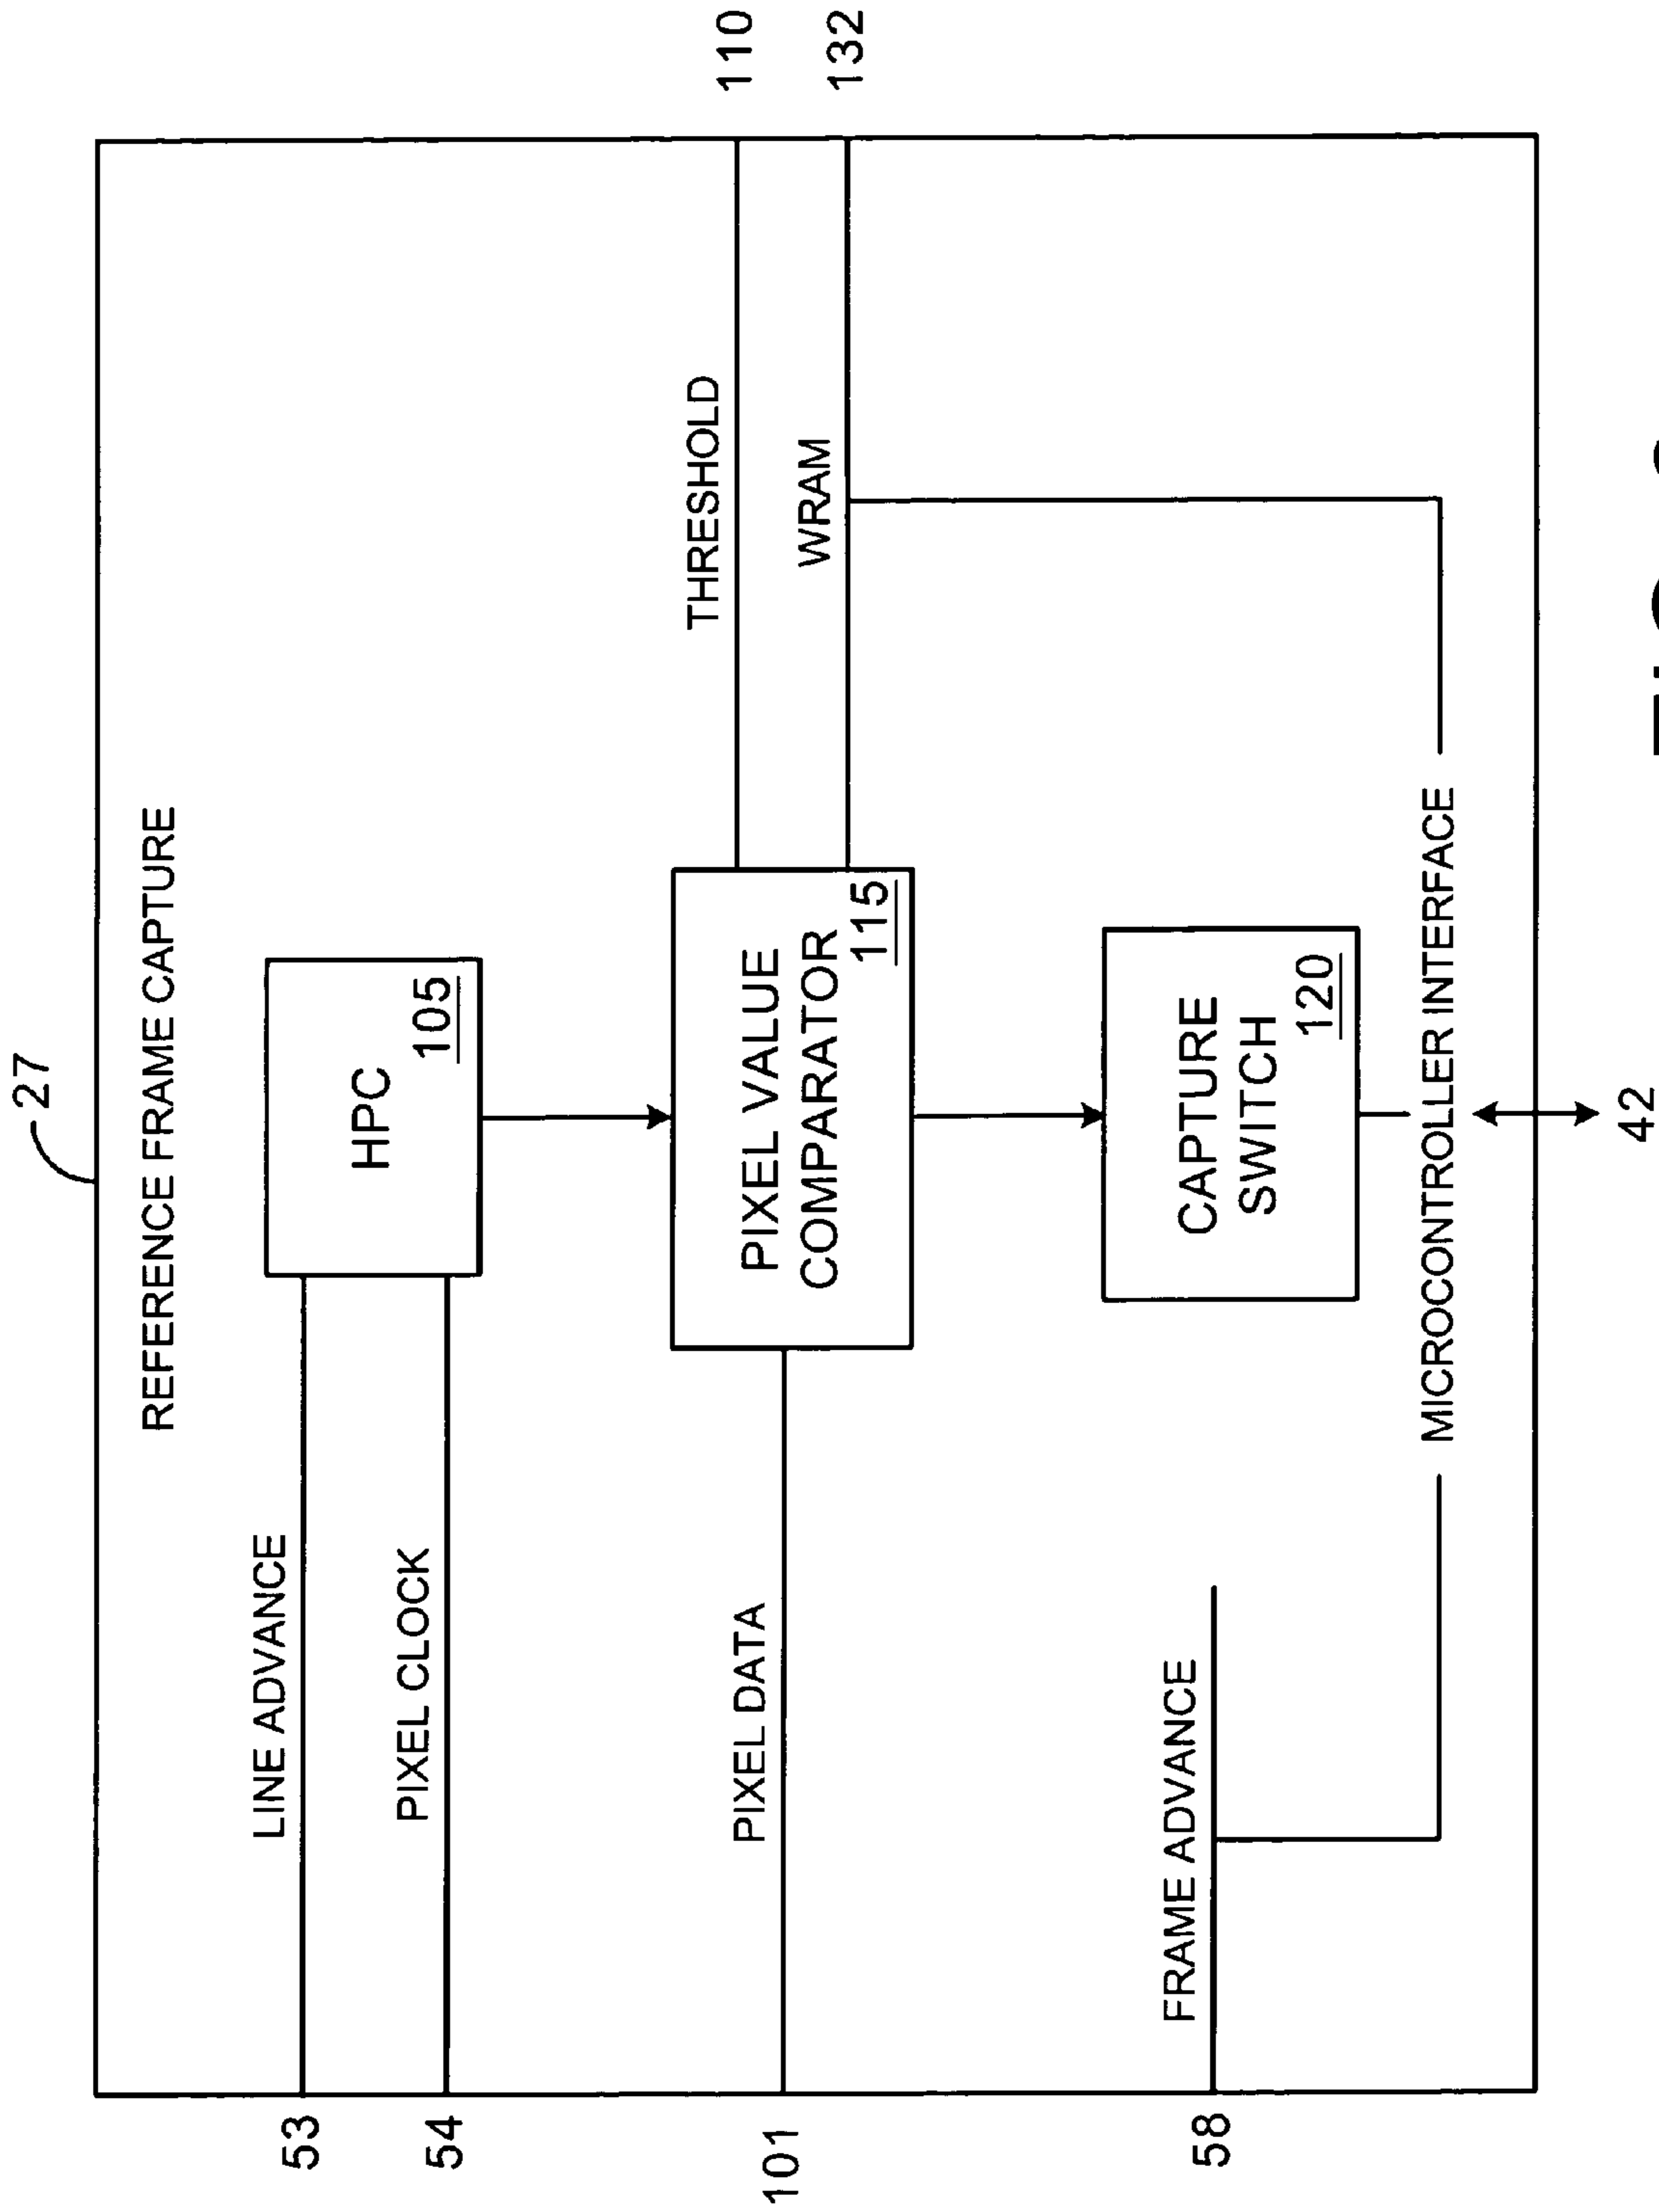 27
REFERENCE FRAME CAPTURE
53
LINE ADVANCE
54
PIXEL CLOCK
HPC
105
THRESHOLD
110
WRAM
132
101
PIXEL DATA
PIXEL VALUE
COMPARATOR
115
58
FRAME ADVANCE
CAPTURE
SWITCH
120
MICROCONTROLLER INTERFACE
42